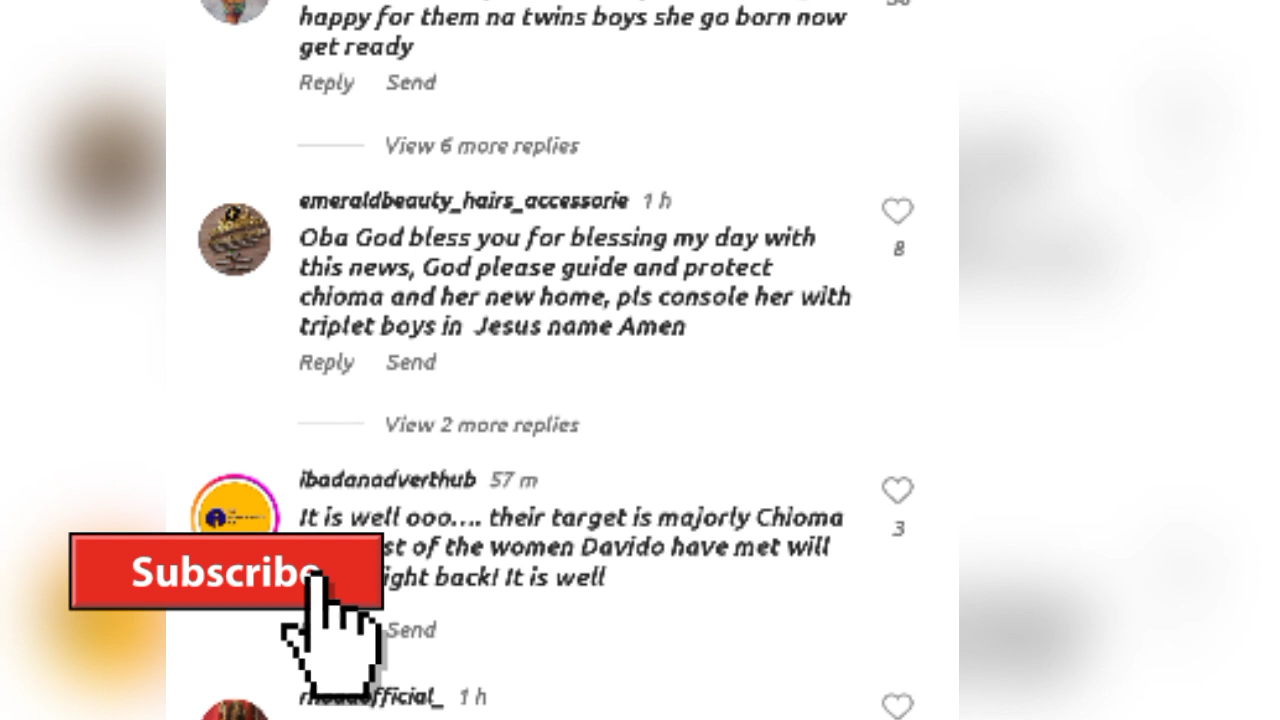 happy for them na twins boys she go born now
get ready
Reply Send
View 6 more replies
emeraldbeauty_hairs_accessorie 1 h
Oba God bless you for blessing my day with
this news, God please guide and protect
chioma and her new home, pls console her with
triplet boys in Jesus name Amen
8
Reply Send
View 2 more replies
ibadanadverthub 57 m
It is well ooo.... their target is majorly Chioma
st of the women Davido have met will
ight back! It is well
3
Subscribe
Send
1 h